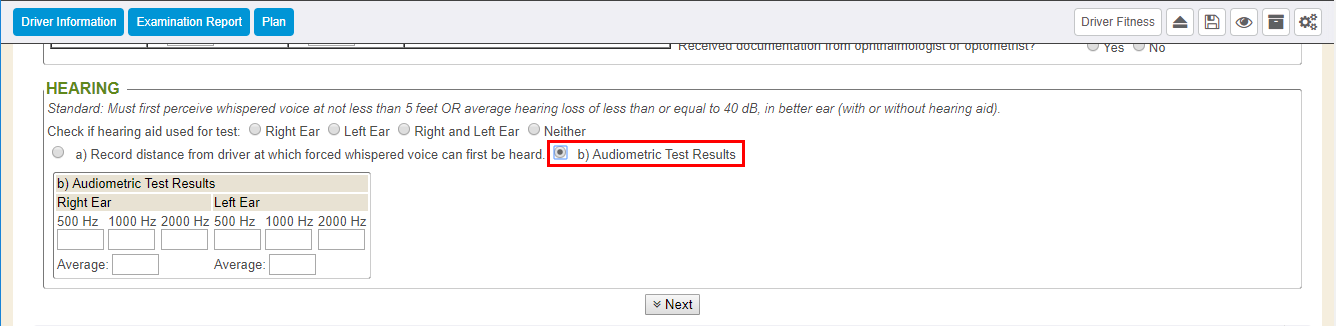 Driver Information Examination Report Plan Driver Fitness
Received documentation from ophthalmologist or optometrist? Yes No
HEARING
Standard: Must first perceive whispered voice at not less than 5 feet OR average hearing loss of less than or equal to 40 dB, in better ear (with or without hearing aid).
Check if hearing aid used for test: Right Ear Left Ear Right and Left Ear Neither
a) Record distance from driver at which forced whispered voice can first be heard. b) Audiometric Test Results
b) Audiometric Test Results
Right Ear Left Ear
500 Hz 1000 Hz 2000 Hz 500 Hz 1000 Hz 2000 Hz
Average: Average:
Next